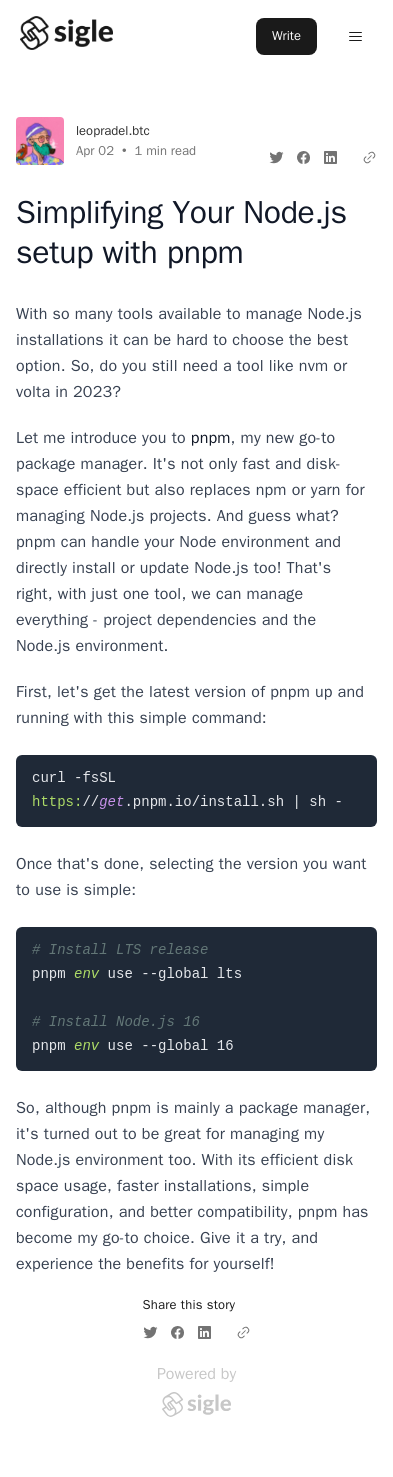 sigle
Write
leopradel.btc
Apr 02 • 1 min read
Simplifying Your Node.js
setup with pnpm
With so many tools available to manage Node.js
installations it can be hard to choose the best
option. So, do you still need a tool like nvm or
volta in 2023?
Let me introduce you to pnpm, my new go-to
package manager. It's not only fast and disk-
space efficient but also replaces npm or yarn for
managing Node.js projects. And guess what?
pnpm can handle your Node environment and
directly install or update Node.js too! That's
right, with just one tool, we can manage
everything - project dependencies and the
Node.js environment.
First, let's get the latest version of pnpm up and
running with this simple command:
curl -fsSL
https://get.pnpm.io/install.sh | sh -
Once that's done, selecting the version you want
to use is simple:
# Install LTS release
pnpm env use --global lts
# Install Node.js 16
pnpm env use --global 16
So, although pnpm is mainly a package manager,
it's turned out to be great for managing my
Node.js environment too. With its efficient disk
space usage, faster installations, simple
configuration, and better compatibility, pnpm has
become my go-to choice. Give it a try, and
experience the benefits for yourself!
Share this story
Powered by
sigle